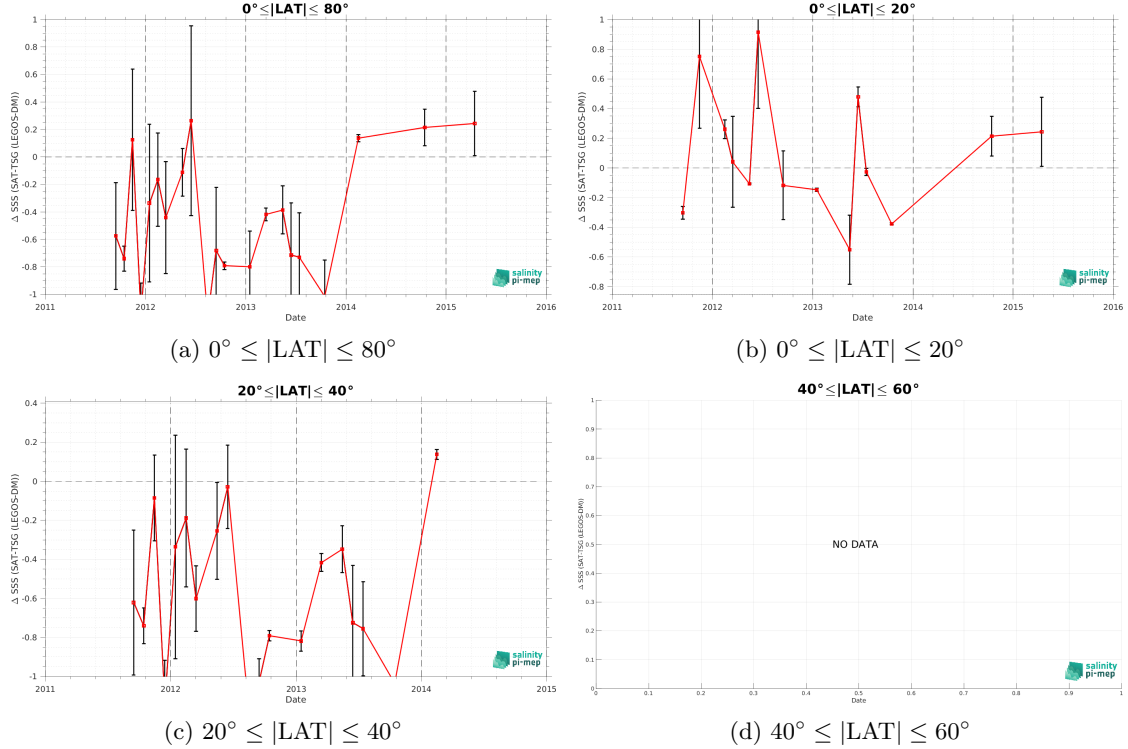 0°≤|LAT|≤ 80°
Δ SSS (SAT-TSG (LEGOS-DM))
1
0.8
0.6
0.4
0.2
0
-0.2
-0.4
-0.6
-0.8
-1
2011 2012 2013 2014 2015 2016
Date
salinity
pi-mep
(a) 0° ≤ |LAT| ≤ 80°
0°≤|LAT|≤ 20°
Δ SSS (SAT-TSG (LEGOS-DM))
1
0.8
0.6
0.4
0.2
0
-0.2
-0.4
-0.6
-0.8
2011 2012 2013 2014 2015 2016
Date
salinity
pi-mep
(b) 0° ≤ |LAT| ≤ 20°
20°≤|LAT|≤ 40°
Δ SSS (SAT-TSG (LEGOS-DM))
0.4
0.2
0
-0.2
-0.4
-0.6
-0.8
-1
2011 2012 2013 2014 2015
Date
salinity
pi-mep
(c) 20° ≤ |LAT| ≤ 40°
40°≤|LAT|≤ 60°
Δ SSS (SAT-TSG (LEGOS-DM))
1
0.9
0.8
0.7
0.6
0.5
0.4
0.3
0.2
0.1
0
NO DATA
0 0.1 0.2 0.3 0.4 0.5 0.6 0.7 0.8 0.9 1
Date
salinity
pi-mep
(d) 40° ≤ |LAT| ≤ 60°